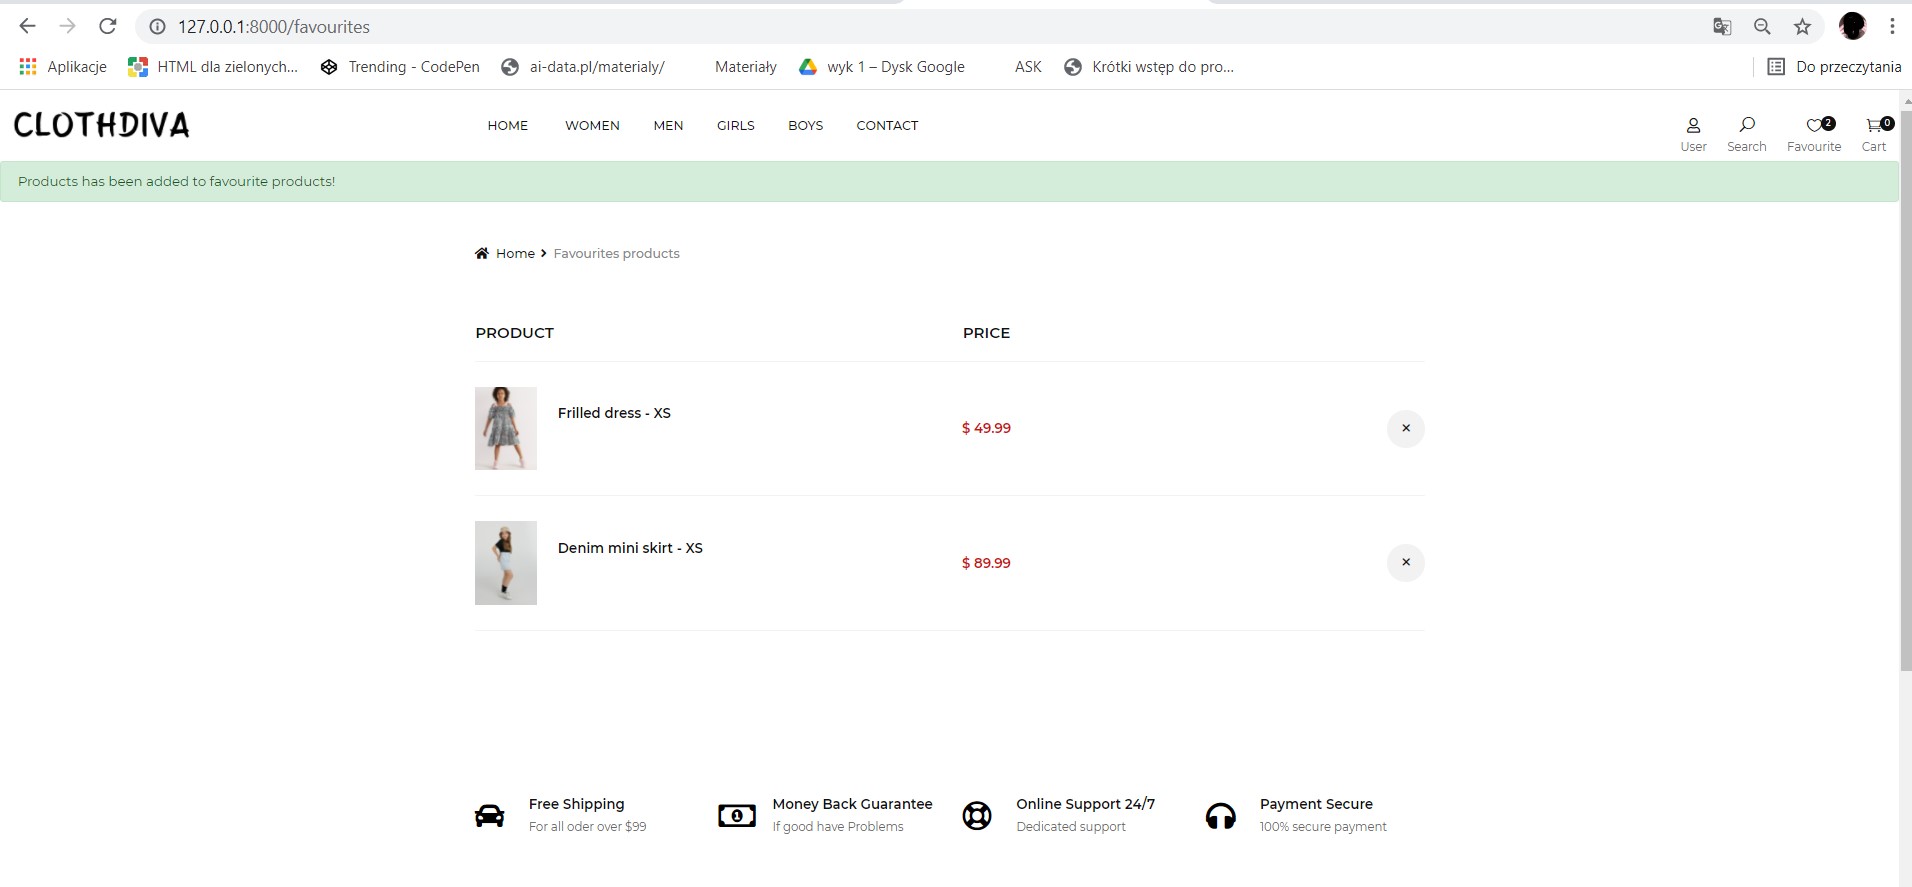 127.0.0.1:8000/favourites
Aplikacje HTML dla zielonych... Trending - CodePen ai-data.pl/materialy/ Materiały wyk 1 – Dysk Google ASK Krótki wstęp do pro... Do przeczytania
CLOTHDIVA HOME WOMEN MEN GIRLS BOYS CONTACT 2 0
User Search Favourite Cart
Products has been added to favourite products!
Home Favourites products
PRODUCT PRICE
Frilled dress - XS
$ 49.99 ×
Denim mini skirt - XS
$ 89.99 ×
Free Shipping Money Back Guarantee Online Support 24/7 Payment Secure
For all oder over $99 If good have Problems Dedicated support 100% secure payment